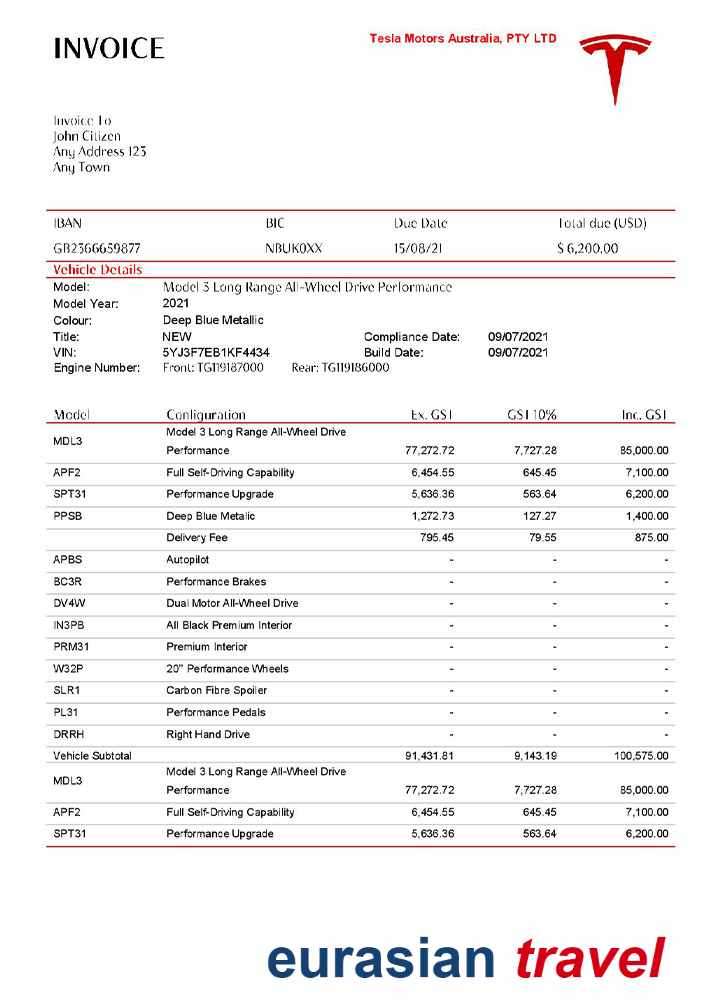 INVOICE
Tesla Motors Australia, PTY LTD
Invoice To
John Citizen
Any Address 123
Any Town
IBAN BIC Due Date Total due (USD)
GB2366659877 NBUK0XX 15/08/21 $ 6,200.00
Vehicle Details
Model: Model 3 Long Range All-Wheel Drive Performance
Model Year: 2021
Colour: Deep Blue Metallic
Title: NEW Compliance Date: 09/07/2021
VIN: 5YJ3F7EB1KF4434 Build Date: 09/07/2021
Engine Number: Front: TG119187000 Rear: TG119186000
Model Configuration Ex. GST GST 10% Inc. GST
MDL3 Model 3 Long Range All-Wheel Drive
Performance 77,272.72 7,727.28 85,000.00
APF2 Full Self-Driving Capability 6,454.55 645.45 7,100.00
SPT31 Performance Upgrade 5,636.36 563.64 6,200.00
PPSB Deep Blue Metalic 1,272.73 127.27 1,400.00
Delivery Fee 795.45 79.55 875.00
APBS Autopilot - - -
BC3R Performance Brakes - - -
DV4W Dual Motor All-Wheel Drive - - -
IN3PB All Black Premium Interior - - -
PRM31 Premium Interior - - -
W32P 20" Performance Wheels - - -
SLR1 Carbon Fibre Spoiler - - -
PL31 Performance Pedals - - -
DRRH Right Hand Drive - - -
Vehicle Subtotal 91,431.81 9,143.19 100,575.00
MDL3 Model 3 Long Range All-Wheel Drive
Performance 77,272.72 7,727.28 85,000.00
APF2 Full Self-Driving Capability 6,454.55 645.45 7,100.00
SPT31 Performance Upgrade 5,636.36 563.64 6,200.00
eurasian travel